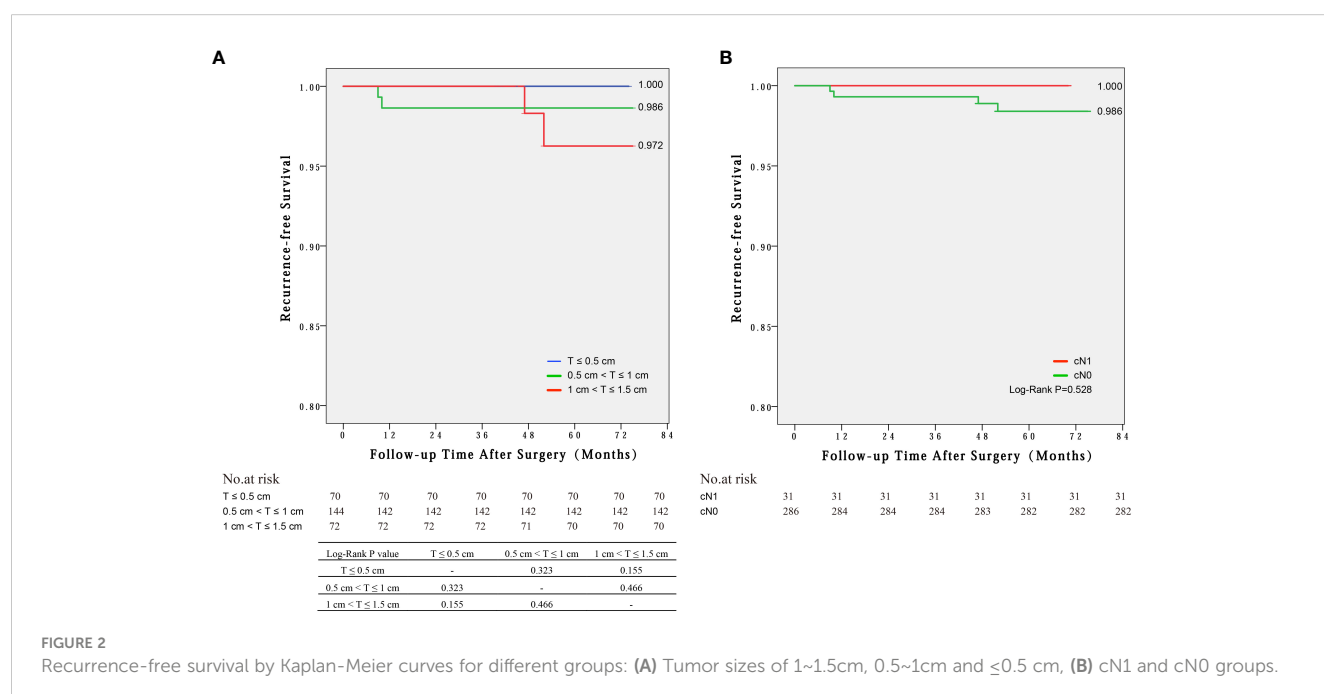 A
1.00
0.95
0.90
0.85
0.80
Recurrence-free Survival
1.000
0.986
0.972
T ≤ 0.5 cm
0.5 cm < T ≤ 1 cm
1 cm < T ≤ 1.5 cm
0 12 24 36 48 60 72 84
Follow-up Time After Surgery (Months)
No.at risk
T ≤ 0.5 cm 70 70 70 70 70 70 70 70
0.5 cm < T ≤ 1 cm 144 142 142 142 142 142 142 142
1 cm < T ≤ 1.5 cm 72 72 72 72 71 70 70 70
Log-Rank P value T ≤ 0.5 cm 0.5 cm < T ≤ 1 cm 1 cm < T ≤ 1.5 cm
T ≤ 0.5 cm - 0.323 0.155
0.5 cm < T ≤ 1 cm 0.323 - 0.466
1 cm < T ≤ 1.5 cm 0.155 0.466 -
B
1.00
0.95
0.90
0.85
0.80
Recurrence-free Survival
1.000
0.986
cN1
cN0
Log-Rank P=0.528
0 12 24 36 48 60 72 84
Follow-up Time After Surgery (Months)
No.at risk
cN1 31 31 31 31 31 31 31 31
cN0 286 284 284 284 283 282 282 282
FIGURE 2
Recurrence-free survival by Kaplan-Meier curves for different groups: (A) Tumor sizes of 1~1.5cm, 0.5~1cm and ≤0.5 cm, (B) cN1 and cN0 groups.